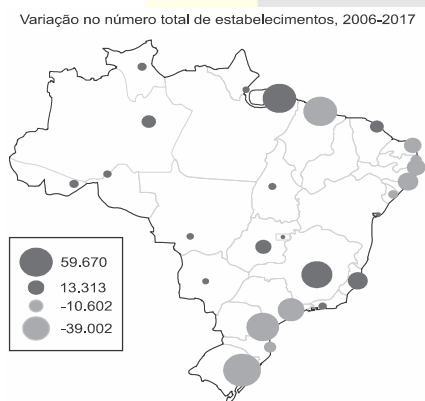 Variação no número total de estabelecimentos, 2006-2017
59.670
13.313
-10.602
-39.002